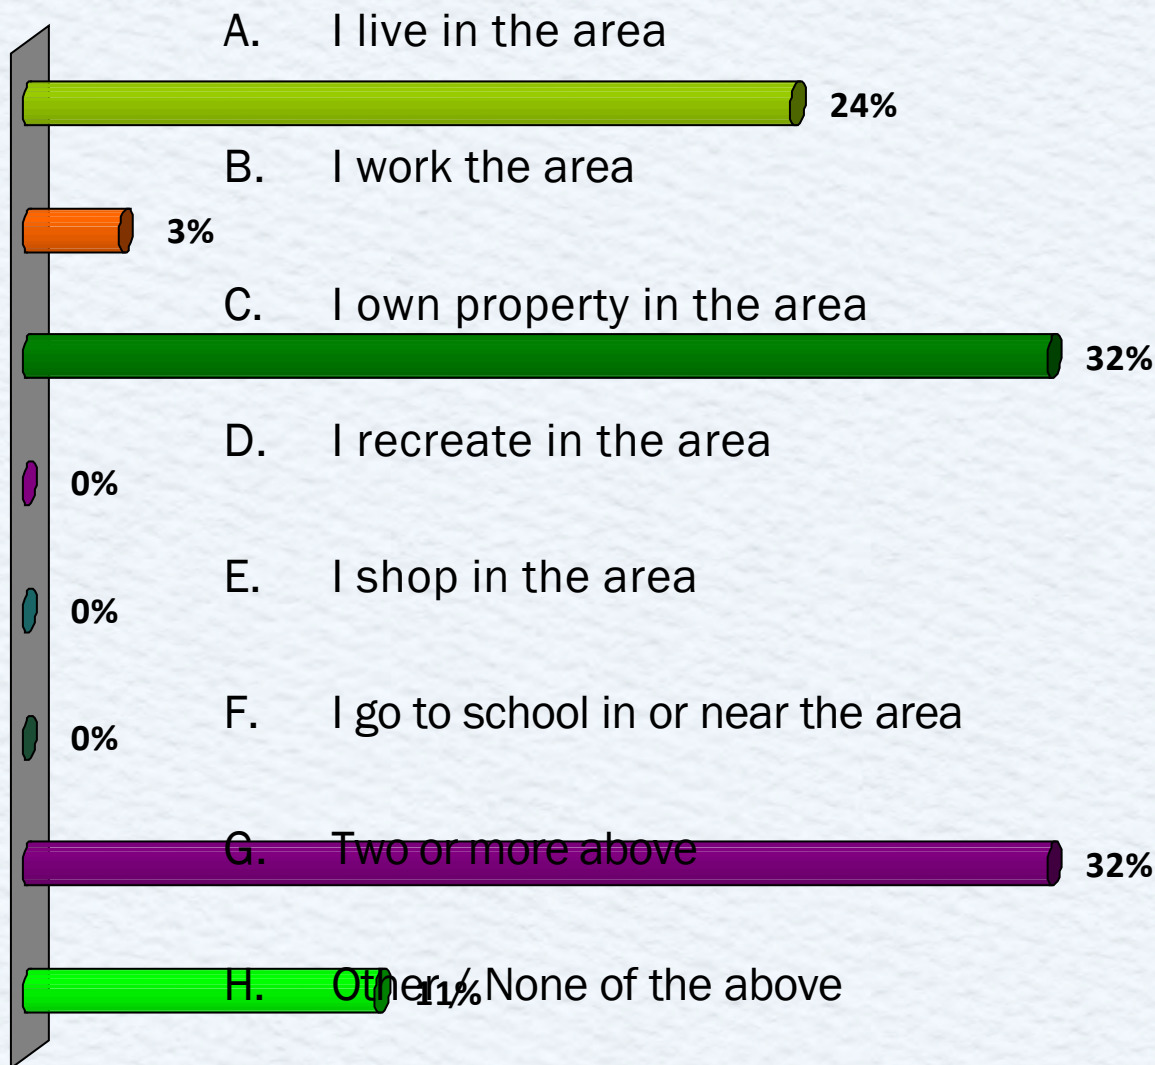 A. I live in the area
24%
B. I work the area
3%
C. I own property in the area
32%
D. I recreate in the area
0%
E. I shop in the area
0%
F. I go to school in or near the area
0%
G. Two or more above
32%
H. Other / None of the above
11%